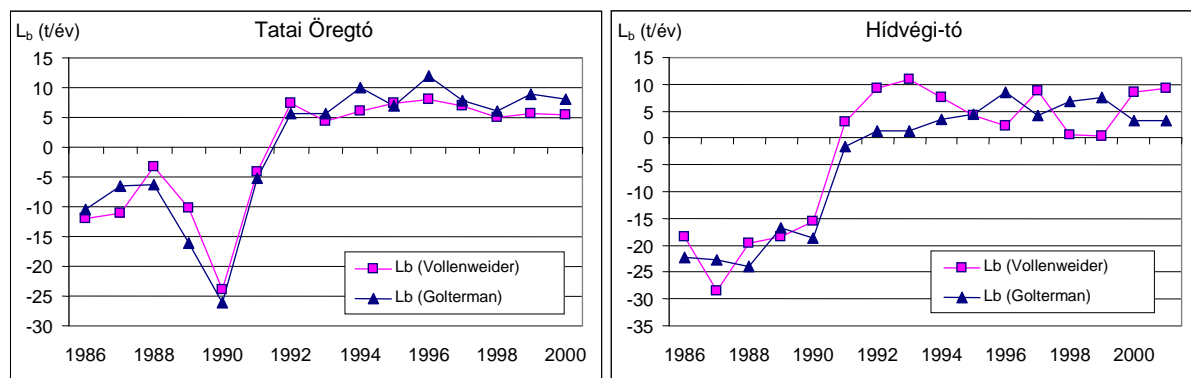 L_b (t/év) Tatai Öregtó
15
10
5
0
-5
-10
-15
-20
-25
-30
1986 1988 1990 1992 1994 1996 1998 2000
Lb (Vollenweider)
Lb (Golterman)
L_b (t/év) Hídvégi-tó
15
10
5
0
-5
-10
-15
-20
-25
-30
-35
1986 1988 1990 1992 1994 1996 1998 2000
Lb (Vollenweider)
Lb (Golterman)